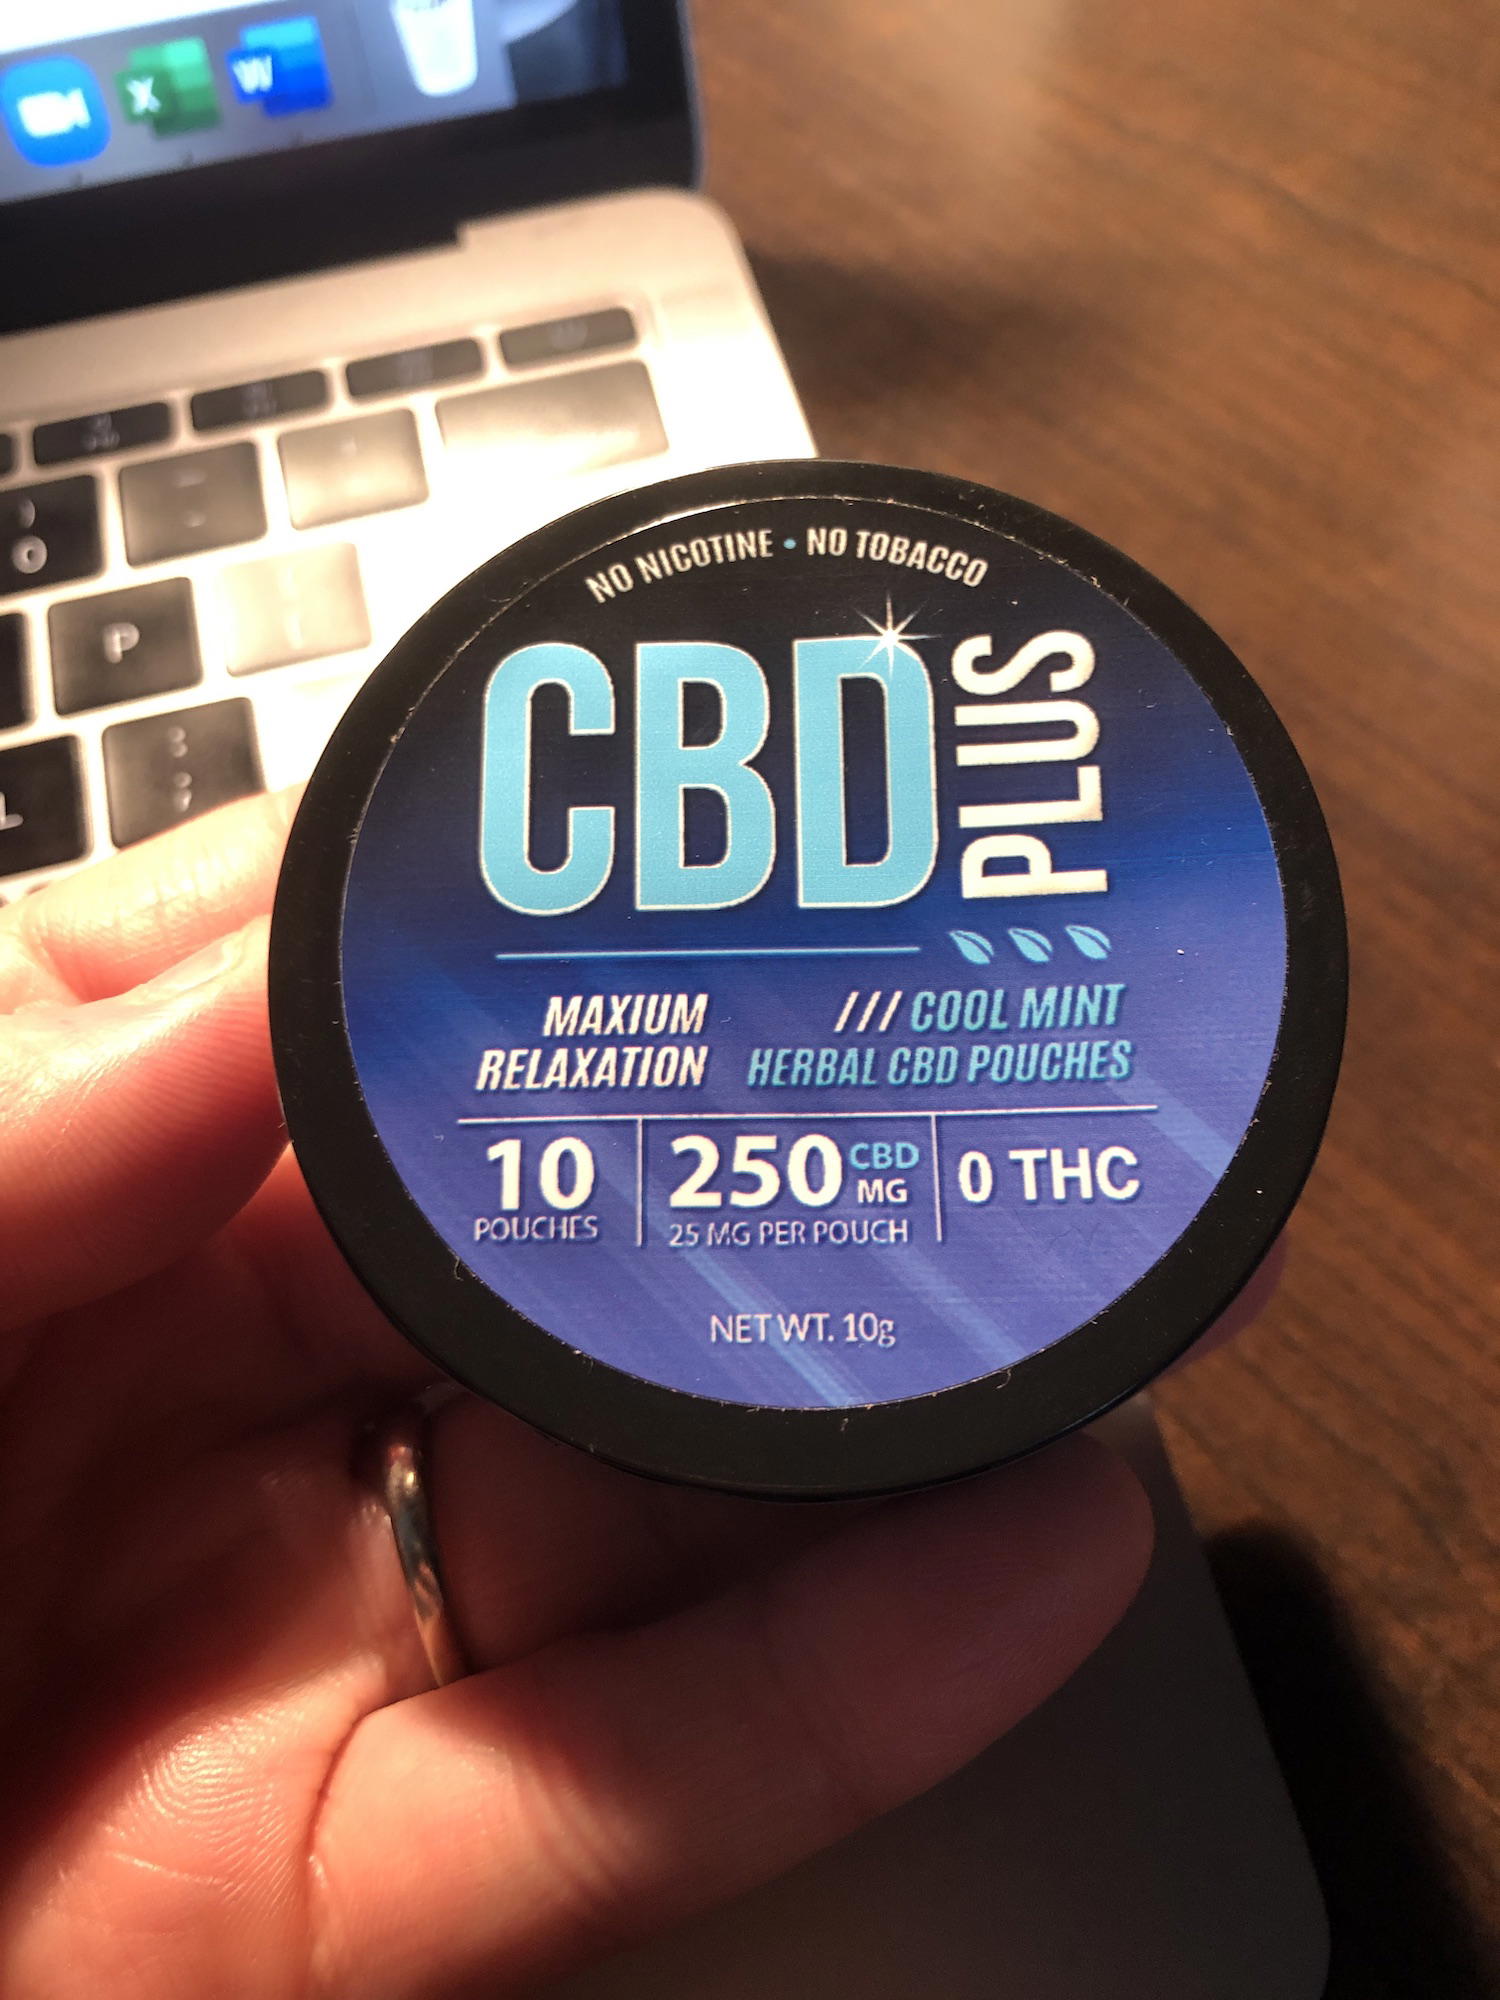 X
W
P
L
NO NICOTINE • NO TOBACCO
CBD PLUS
MAXIUM
RELAXATION
/// COOL MINT
HERBAL CBD POUCHES
10
POUCHES
250 CBD MG
25 MG PER POUCH
0 THC
NET WT. 10g